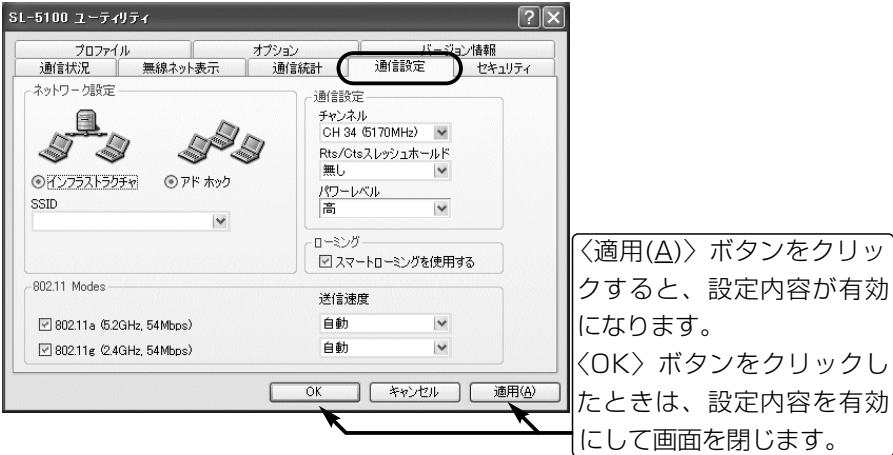 SL-5100 ユーティリティ
プロファイル オプション バージョン情報
通信状況 無線ネット表示 通信統計 通信設定 セキュリティ
ネットワーク設定
インフラストラクチャ アド ホック
SSID
通信設定
チャンネル
CH 34 (5170MHz)
Rts/Ctsスレッシュホールド
無し
パワーレベル
高
ローミング
スマートローミングを使用する
802.11 Modes
送信速度
802.11a (5.2GHz, 54Mbps) 自動
802.11g (2.4GHz, 54Mbps) 自動
OK キャンセル 適用(A)
〈適用(A)〉ボタンをクリッ
クすると、設定内容が有効
になります。
〈OK〉ボタンをクリックし
たときは、設定内容を有効
にして画面を閉じます。